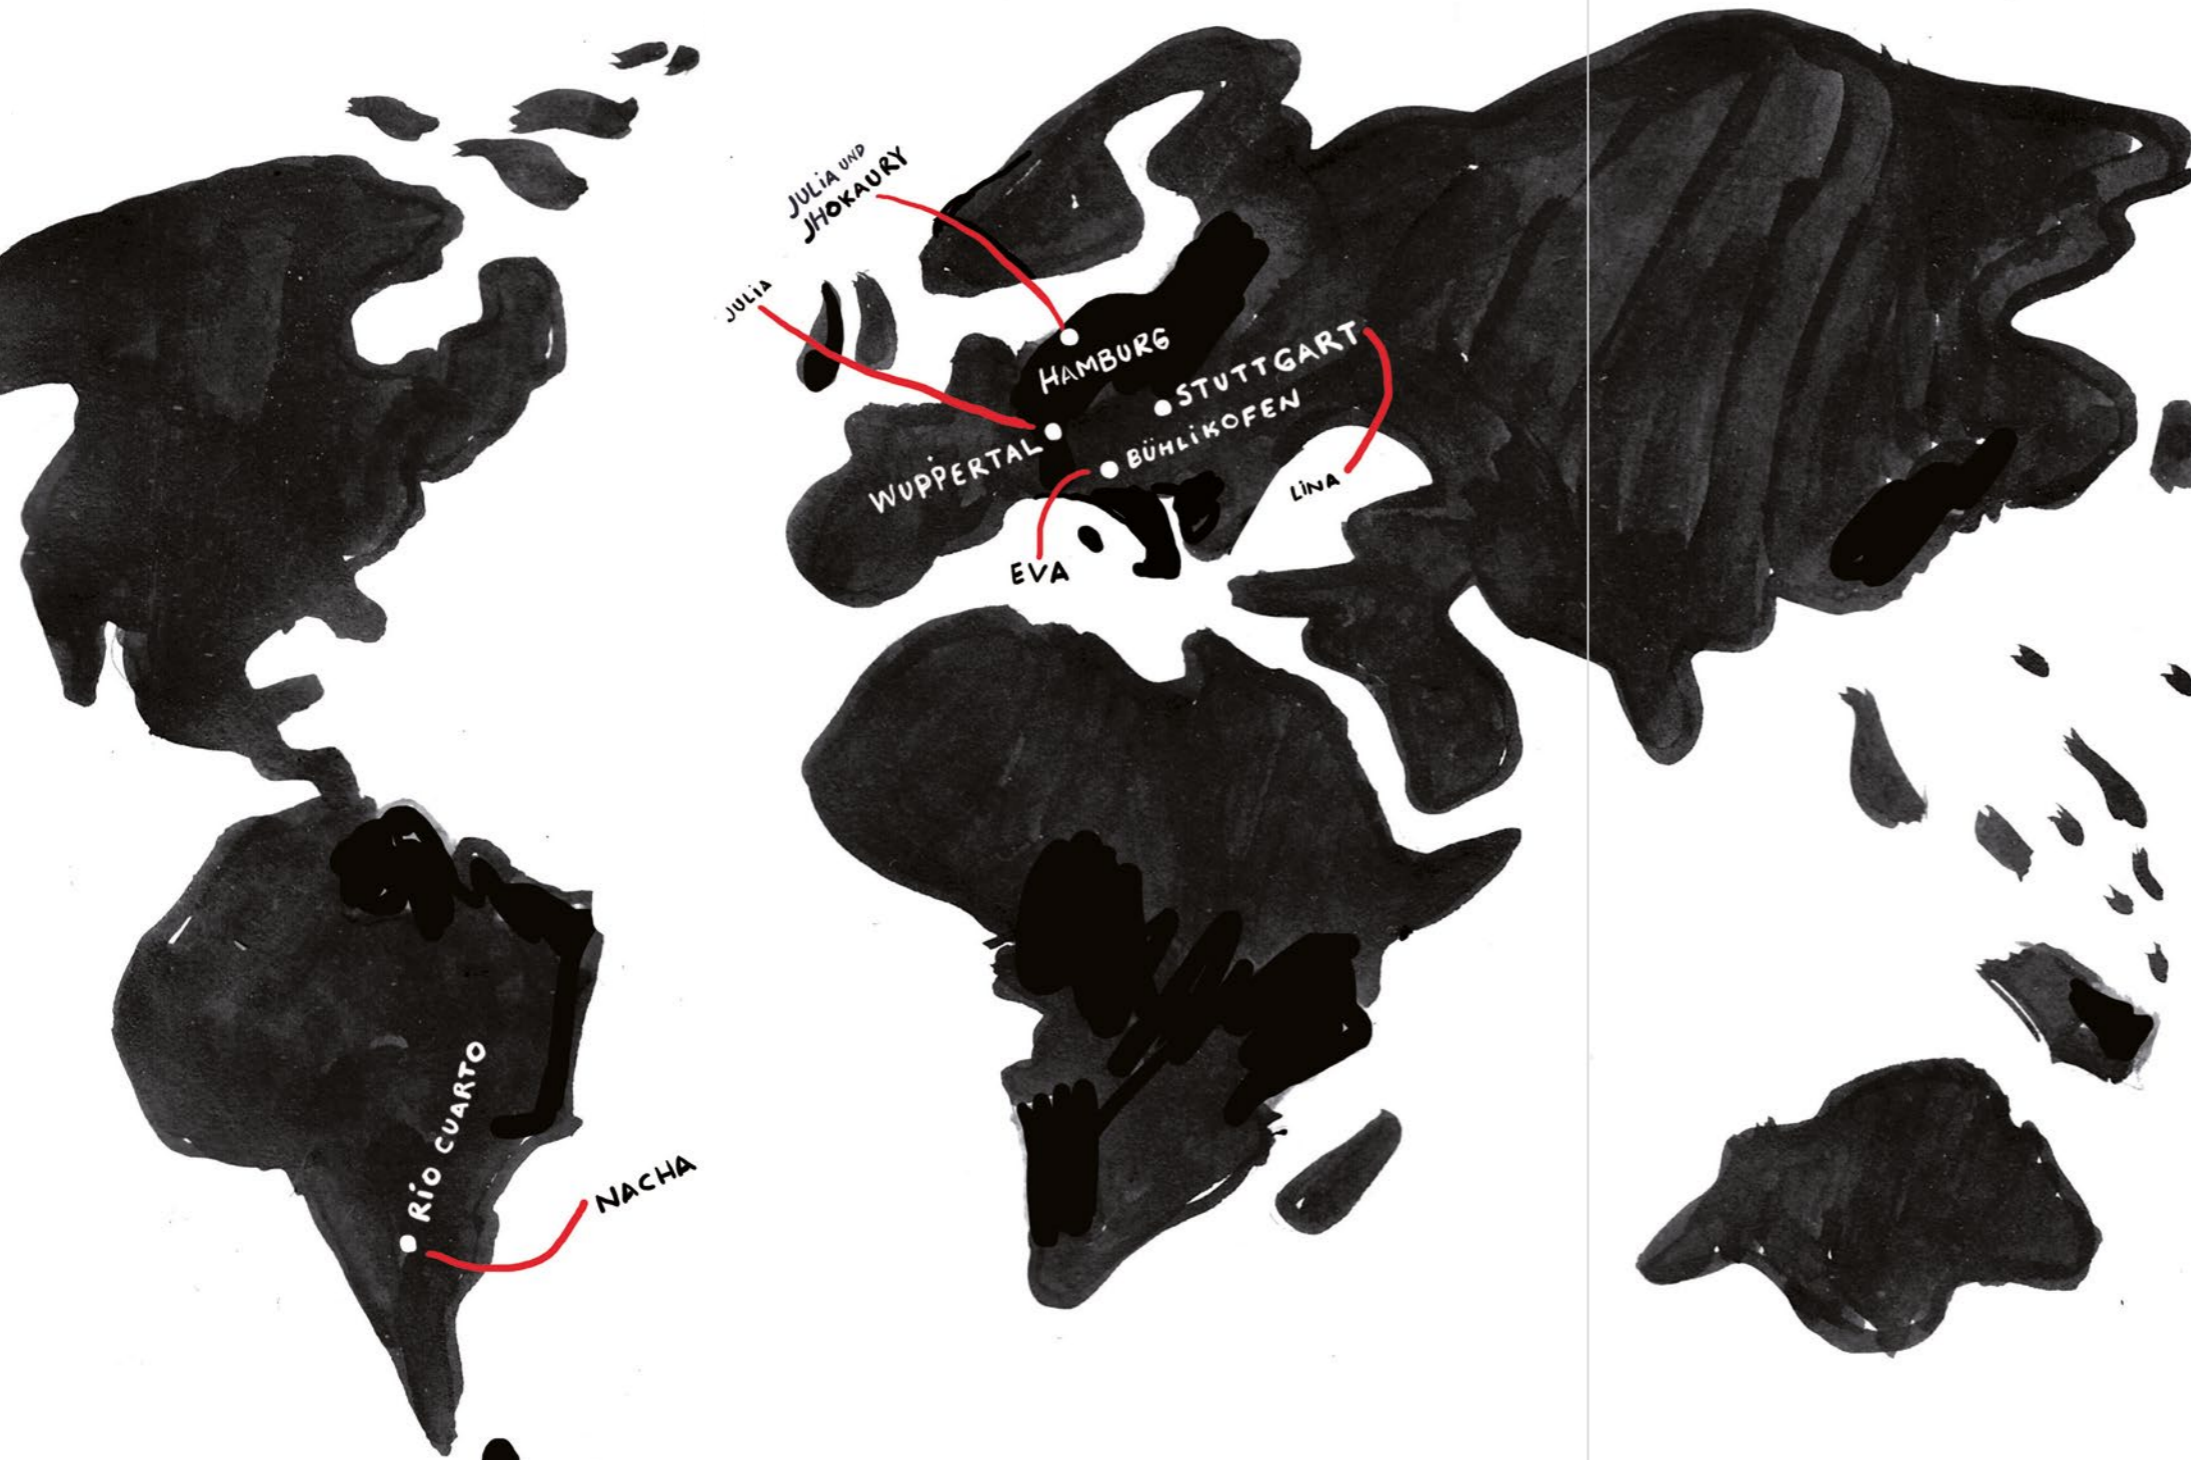 JULiA UND
JHOKAURY
JULiA
HAMBURG
STUTTGART
BÜHLiKOFEN
WUPPERTAL
LiNA
EVA
RÍO CUARTO
NACHA